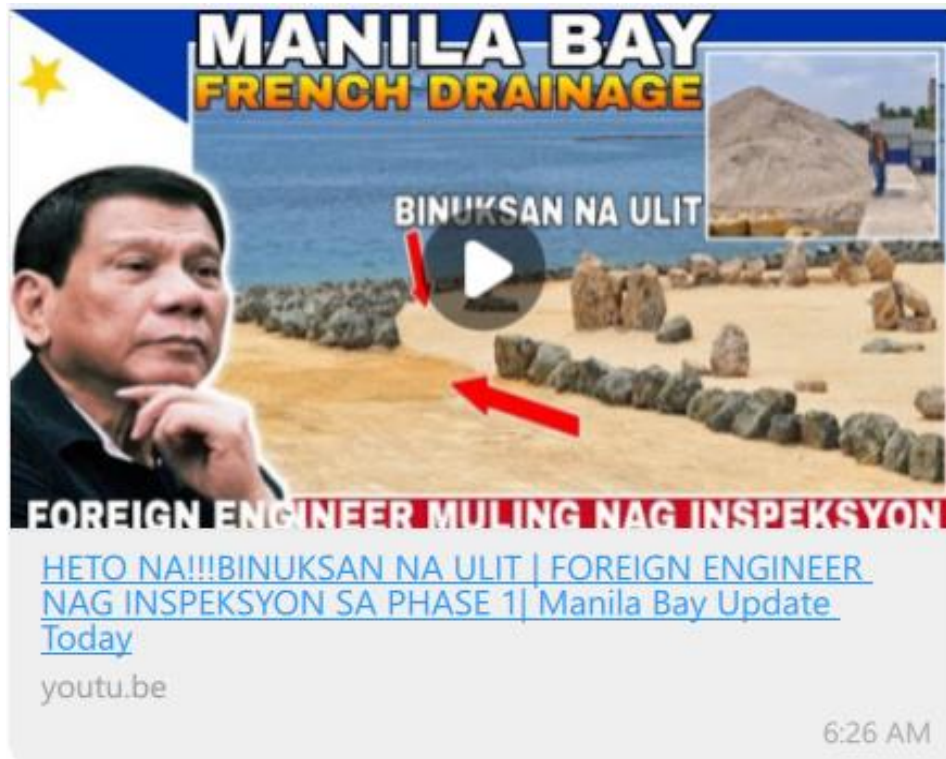 MANILA BAY
FRENCH DRAINAGE
BINUKSAN NA ULIT
FOREIGN ENGINEER MULING NAG INSPEKSYON
HETO NA!!!BINUKSAN NA ULIT | FOREIGN ENGINEER
NAG INSPEKSYON SA PHASE 1| Manila Bay Update
Today
youtu.be
6:26 AM